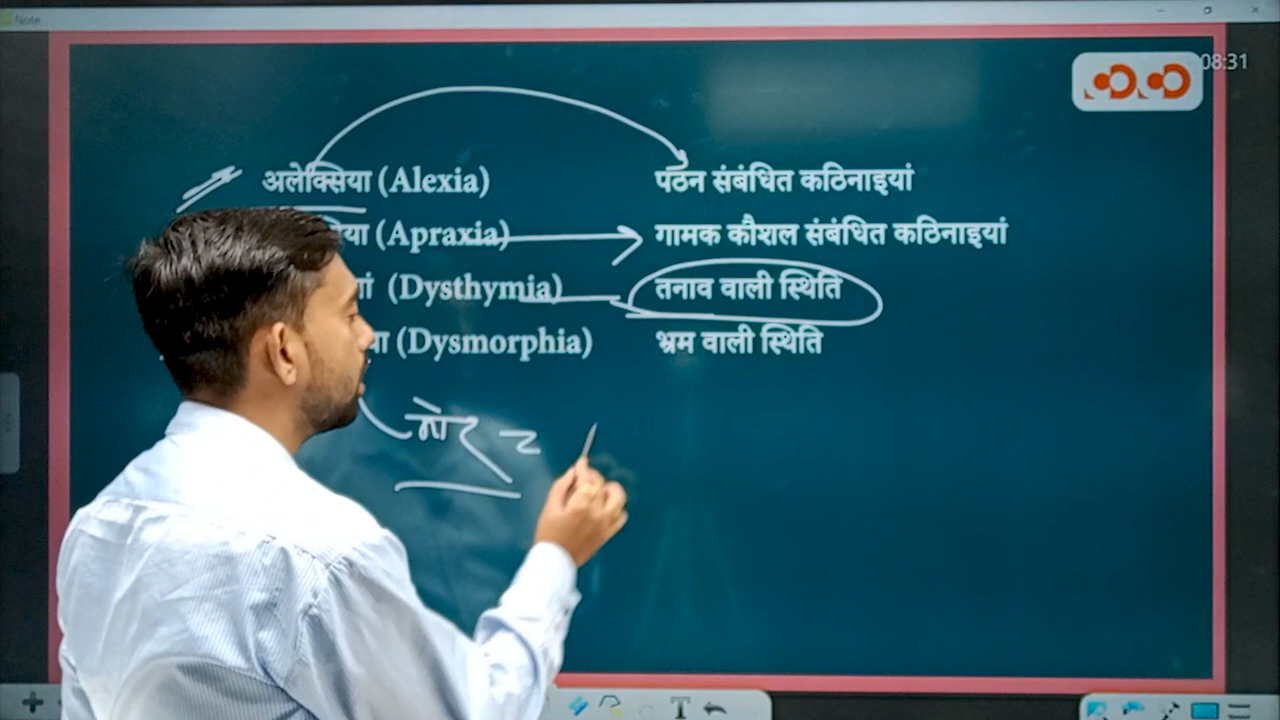 Note
08:31
अलेक्सिया (Alexia) पठन संबंधित कठिनाइयां
(Apraxia) गामक कौशल संबंधित कठिनाइयां
(Dysthymia) तनाव वाली स्थिति
(Dysmorphia) भ्रम वाली स्थिति